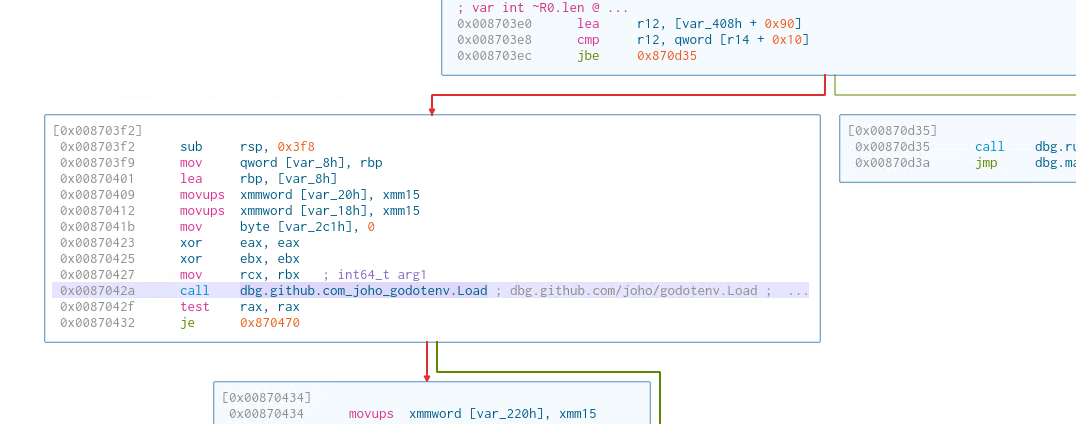 ; var int ~R0.len @ ...
0x008703e0 lea r12, [var_408h + 0x90]
0x008703e8 cmp r12, qword [r14 + 0x10]
0x008703ec jbe 0x870d35
[0x008703f2]
0x008703f2 sub rsp, 0x3f8
0x008703f9 mov qword [var_8h], rbp
0x00870401 lea rbp, [var_8h]
0x00870409 movups xmmword [var_20h], xmm15
0x00870412 movups xmmword [var_18h], xmm15
0x0087041b mov byte [var_2c1h], 0
0x00870423 xor eax, eax
0x00870425 xor ebx, ebx
0x00870427 mov rcx, rbx ; int64_t arg1
0x0087042a call dbg.github.com_joho_godotenv.Load ; dbg.github.com/joho/godotenv.Load ; ...
0x0087042f test rax, rax
0x00870432 je 0x870470
[0x00870d35]
0x00870d35 call dbg.ru
0x00870d3a jmp dbg.ma
[0x00870434]
0x00870434 movups xmmword [var_220h], xmm15